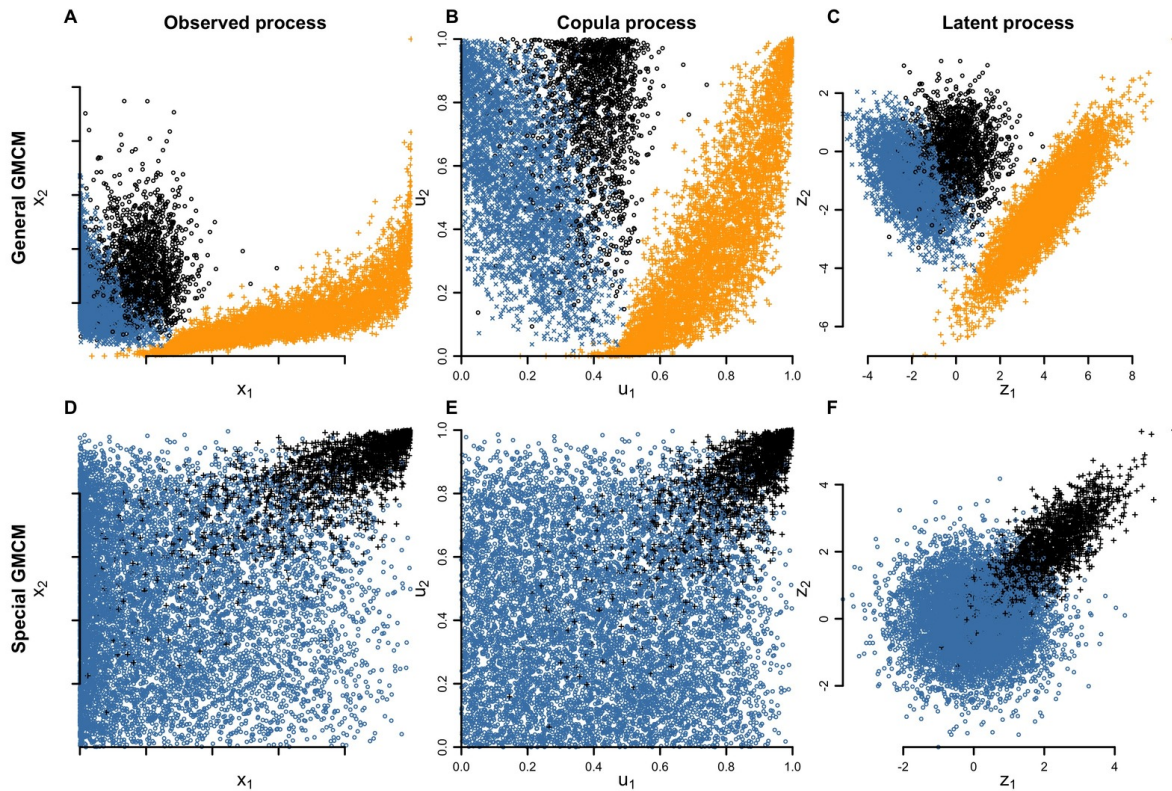 A Observed process
B Copula process
C Latent process
General GMCM
x2
x1
u2
1.0
0.8
0.6
0.4
0.2
0.0
0.0 0.2 0.4 0.6 0.8 1.0
u1
z2
2
0
-2
-4
-6
-4 -2 0 2 4 6 8
z1
D
E
F
Special GMCM
x2
x1
u2
1.0
0.8
0.6
0.4
0.2
0.0
0.0 0.2 0.4 0.6 0.8 1.0
u1
z2
4
2
0
-2
-2 0 2 4
z1